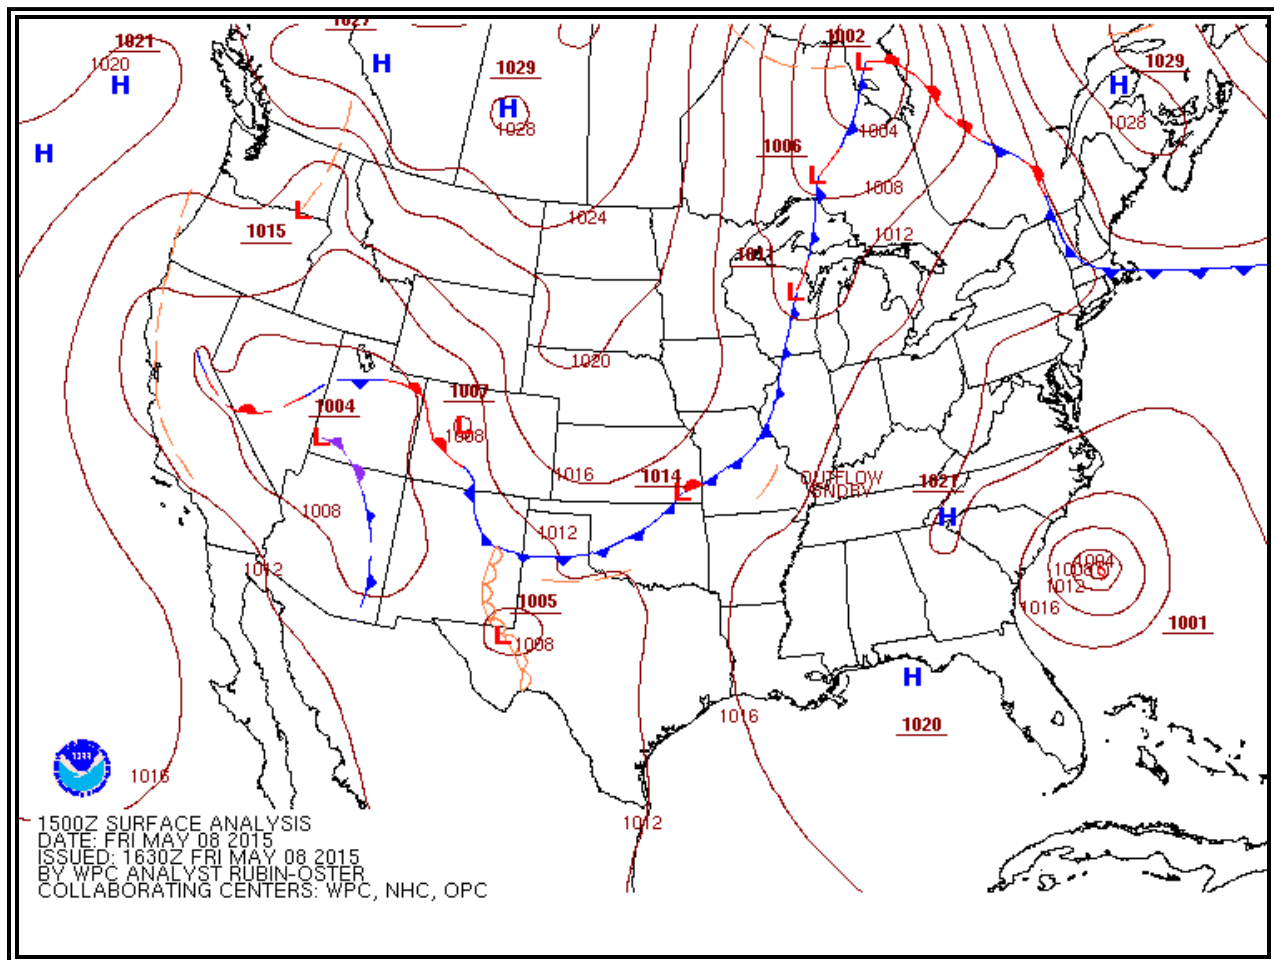 1027
1002
1021
1020
H
H
L
1029
1029
H
H
1028
1028
1004
H
1006
L
1008
L
1024
1015
1012
1011
L
1020
1007
1004
L
1008
L
1016
1014
L
OUTFLOW
BNDRY
1021
H
1008
1012
1012
1004
1008
1012
1016
1005
L
1008
1001
H
1016
1020
1016
1012
1500Z SURFACE ANALYSIS
DATE: FRI MAY 08 2015
ISSUED: 1630Z FRI MAY 08 2015
BY WPC ANALYST RUBIN-OSTER
COLLABORATING CENTERS: WPC, NHC, OPC